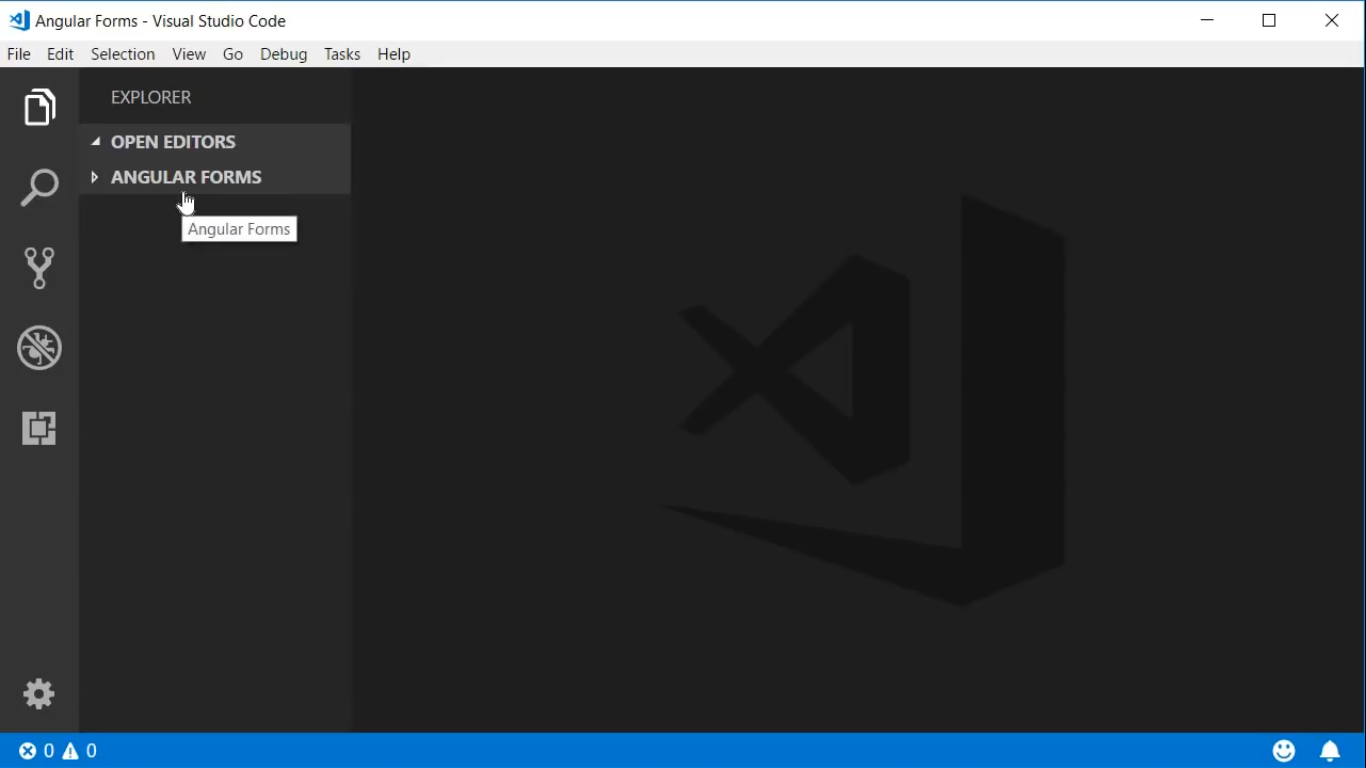 Angular Forms - Visual Studio Code
File Edit Selection View Go Debug Tasks Help
EXPLORER
OPEN EDITORS
ANGULAR FORMS
Angular Forms
0 0